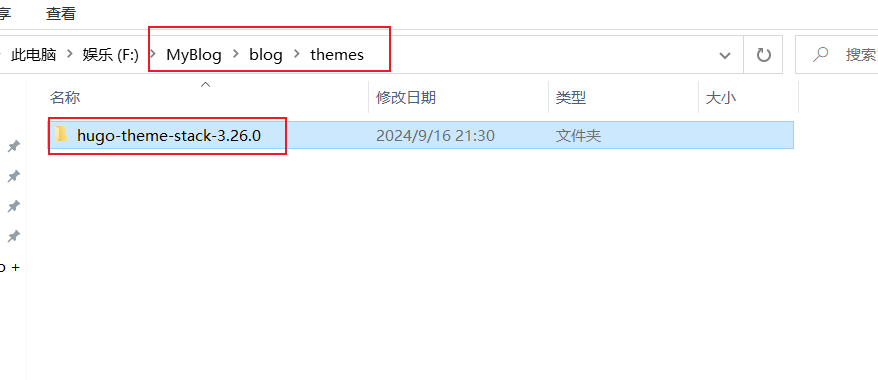 享 查看
此电脑 > 娱乐 (F:) > MyBlog > blog > themes 搜索
名称 修改日期 类型 大小
hugo-theme-stack-3.26.0 2024/9/16 21:30 文件夹